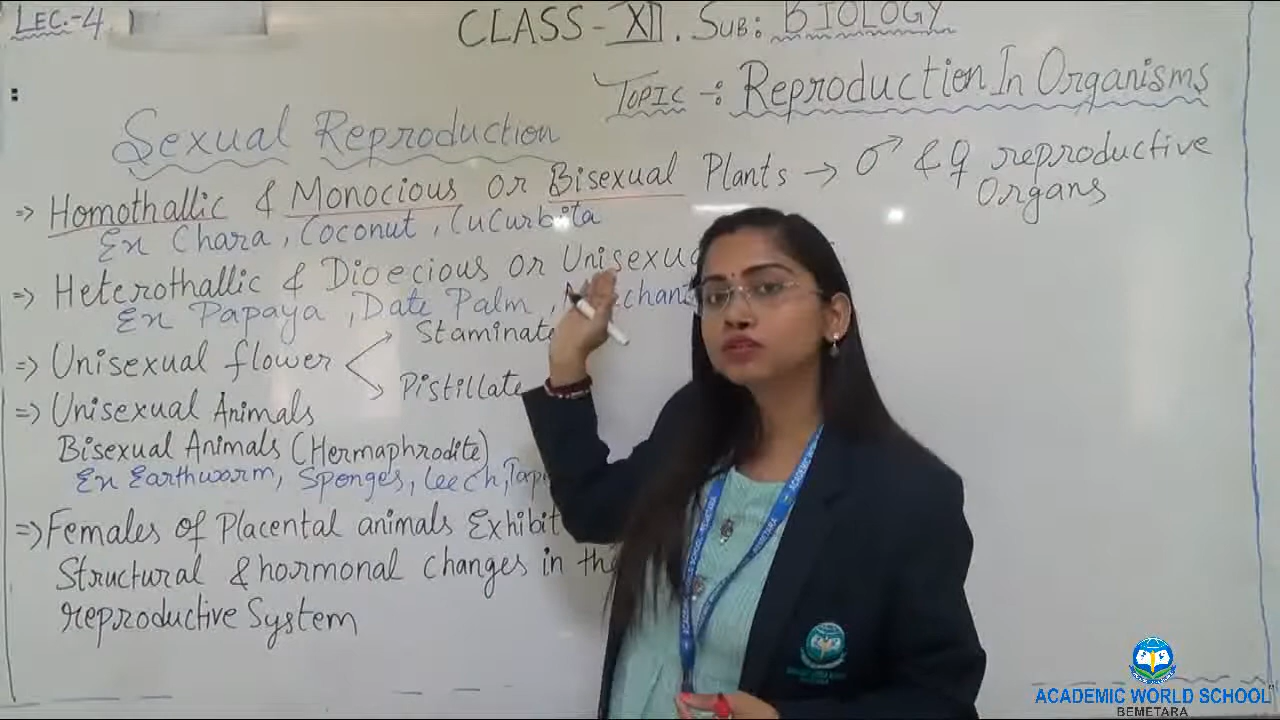 LEC.-4
CLASS-XII. SUB: BIOLOGY
TOPIC -: Reproduction In Organisms
Sexual Reproduction
=> Homothallic & Monocious or Bisexual Plants → ♂ & ♀ reproductive
Organs
Ex Chara, Coconut, Cucurbita
=> Heterothallic & Dioecious or Unisexua
Ex Papaya, Date Palm,
=> Unisexual flower
Staminate
Pistillate
=> Unisexual Animals
Bisexual Animals (Hermaphrodite)
Ex Earthworm, Sponges, Leech, Tap
=> Females of Placental animals Exhibit
Structural & hormonal changes in the
reproductive System
ACADEMIC WORLD SCHOOL
BEMETARA